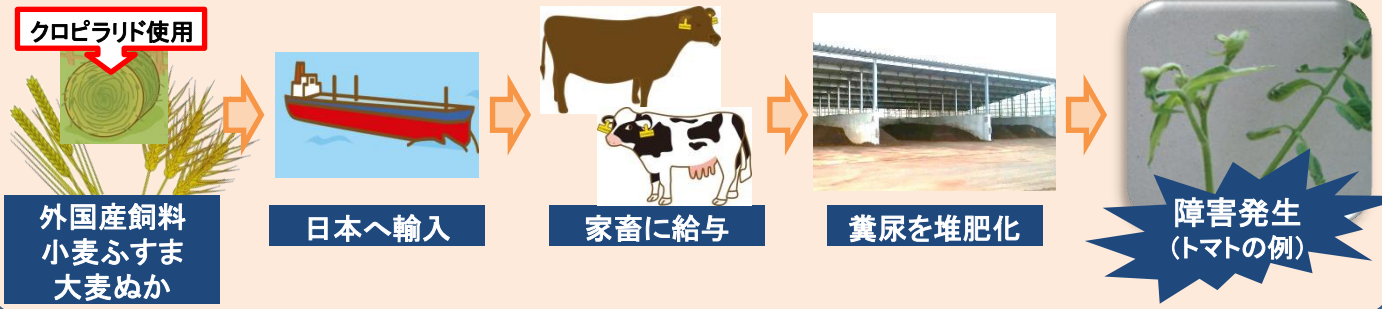 クロピラリド使用
外国産飼料
小麦ふすま
大麦ぬか
日本へ輸入
家畜に給与
糞尿を堆肥化
障害発生
(トマトの例)